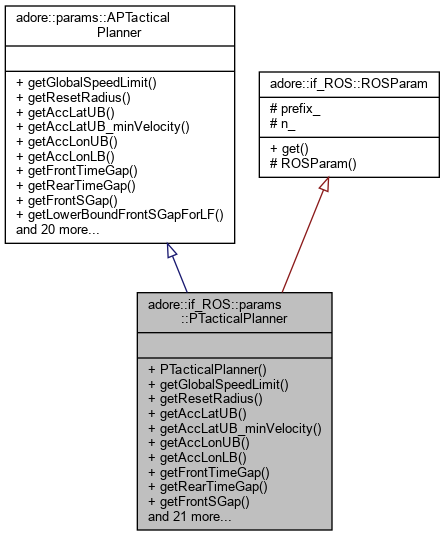 adore::params::APTactical
Planner
+ getGlobalSpeedLimit()
+ getResetRadius()
+ getAccLatUB()
+ getAccLatUB_minVelocity()
+ getAccLonUB()
+ getAccLonLB()
+ getFrontTimeGap()
+ getRearTimeGap()
+ getFrontSGap()
+ getLowerBoundFrontSGapForLF()
and 20 more...
adore::if_ROS::ROSParam
# prefix_
# n_
+ get()
# ROSParam()
adore::if_ROS::params
::PTacticalPlanner
+ PTacticalPlanner()
+ getGlobalSpeedLimit()
+ getResetRadius()
+ getAccLatUB()
+ getAccLatUB_minVelocity()
+ getAccLonUB()
+ getAccLonLB()
+ getFrontTimeGap()
+ getRearTimeGap()
+ getFrontSGap()
and 21 more...